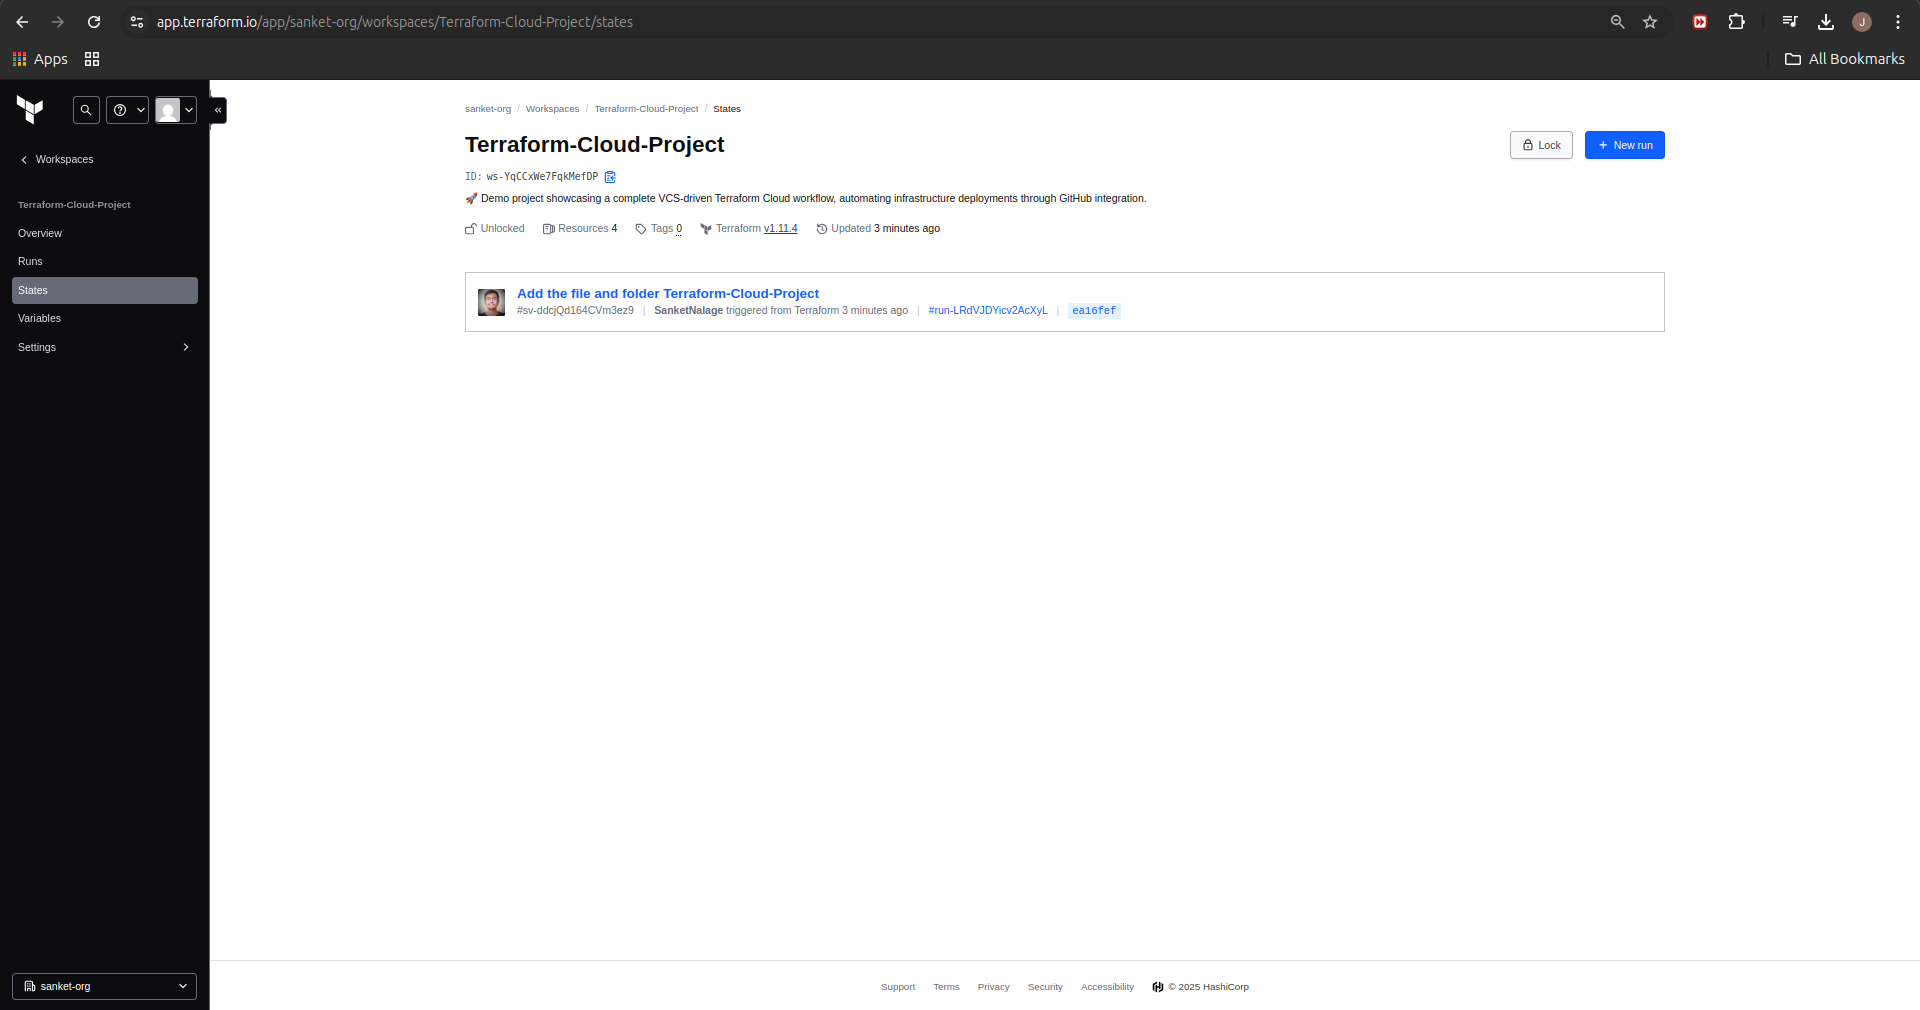 app.terraform.io/app/sanket-org/workspaces/Terraform-Cloud-Project/states
J
Apps
All Bookmarks
Workspaces
Terraform-Cloud-Project
Overview
Runs
States
Variables
Settings
sanket-org
sanket-org / Workspaces / Terraform-Cloud-Project / States
Terraform-Cloud-Project
Lock
+ New run
ID: ws-YqCCxWe7FqkMefDP
🚀 Demo project showcasing a complete VCS-driven Terraform Cloud workflow, automating infrastructure deployments through GitHub integration.
Unlocked Resources 4 Tags 0 Terraform v1.11.4 Updated 3 minutes ago
Add the file and folder Terraform-Cloud-Project
#sv-ddcjQd164CVm3ez9 | SanketNalage triggered from Terraform 3 minutes ago | #run-LRdVJDYicv2AcXyL | ea16fef
Support Terms Privacy Security Accessibility © 2025 HashiCorp